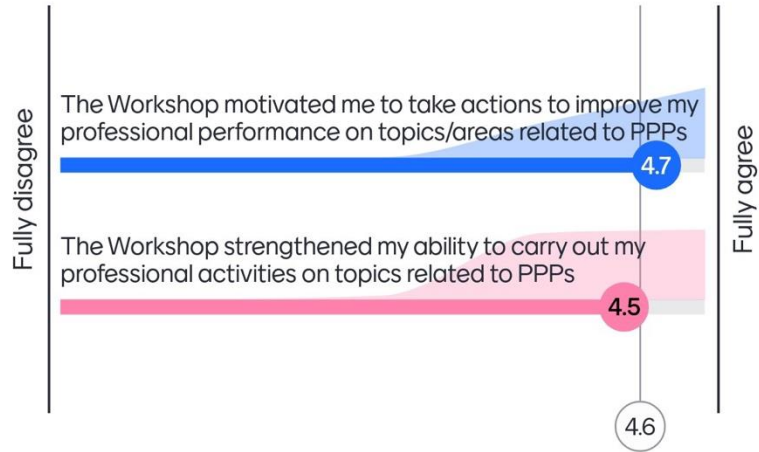 Fully disagree
The Workshop motivated me to take actions to improve my
professional performance on topics/areas related to PPPs
4.7
The Workshop strengthened my ability to carry out my
professional activities on topics related to PPPs
4.5
4.6
Fully agree